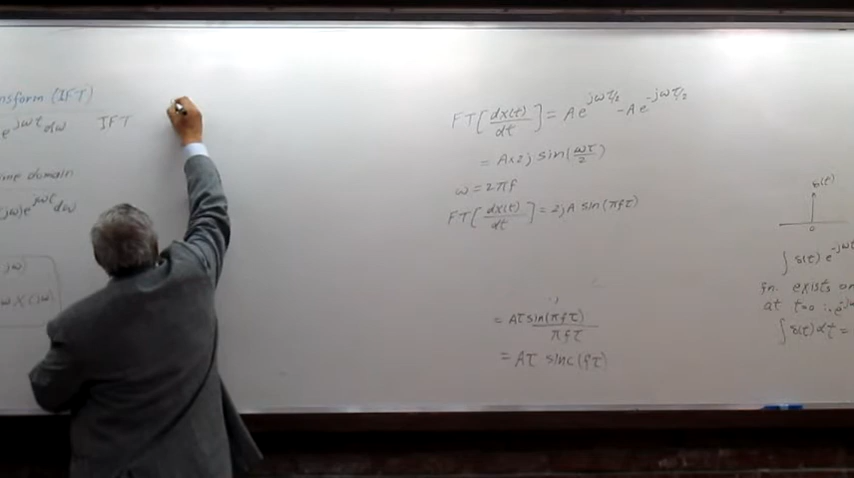 nsform (IFT)
e^{jωt} dω IFT
me domain
(jω) e^{jωt} dω
jω)
ω X(jω)
FT[dx(t)/dt] = A e^{jωτ/2} - A e^{-jωτ/2}
= A x 2j sin(ωτ/2)
ω = 2πf
FT[dx(t)/dt] = 2jA sin(πfτ)
= Aτ sin(πfτ)/πfτ
= Aτ sinc(fτ)
δ(t)
0
∫ δ(t) e^{-jωt
fn. exists on
at t=0 ∴ e^{-jω
∫ δ(t) dt =